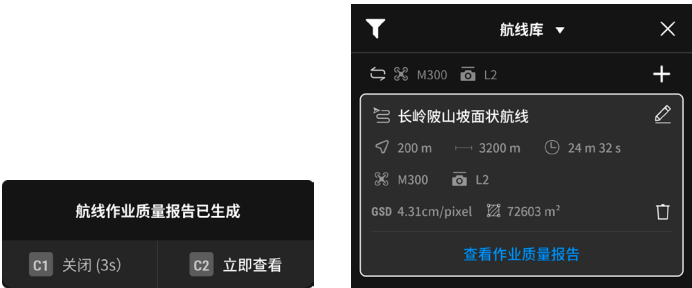 航线作业质量报告已生成
C1 关闭 (3s)
C2 立即查看
航线库
M300 L2
长岭陂山坡面状航线
200 m 3200 m 24 m 32 s
M300 L2
GSD 4.31cm/pixel 72603 m²
查看作业质量报告